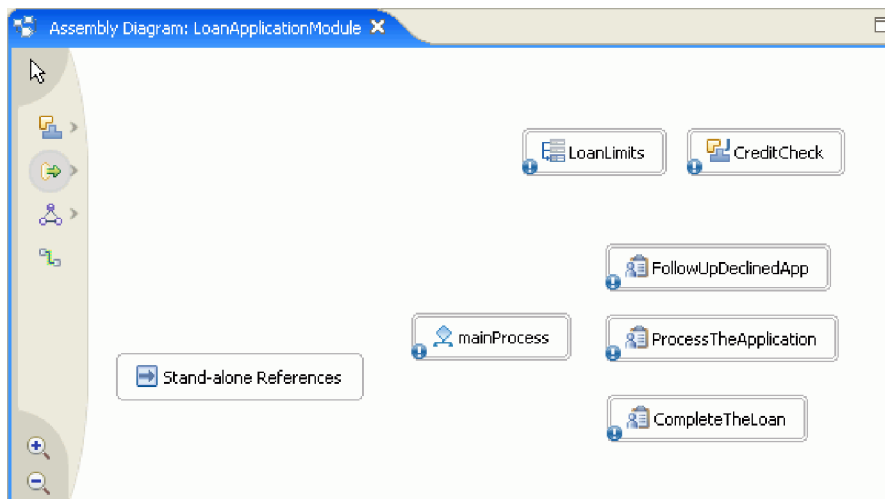 Assembly Diagram: LoanApplicationModule
LoanLimits
CreditCheck
FollowUpDeclinedApp
mainProcess
ProcessTheApplication
Stand-alone References
CompleteTheLoan